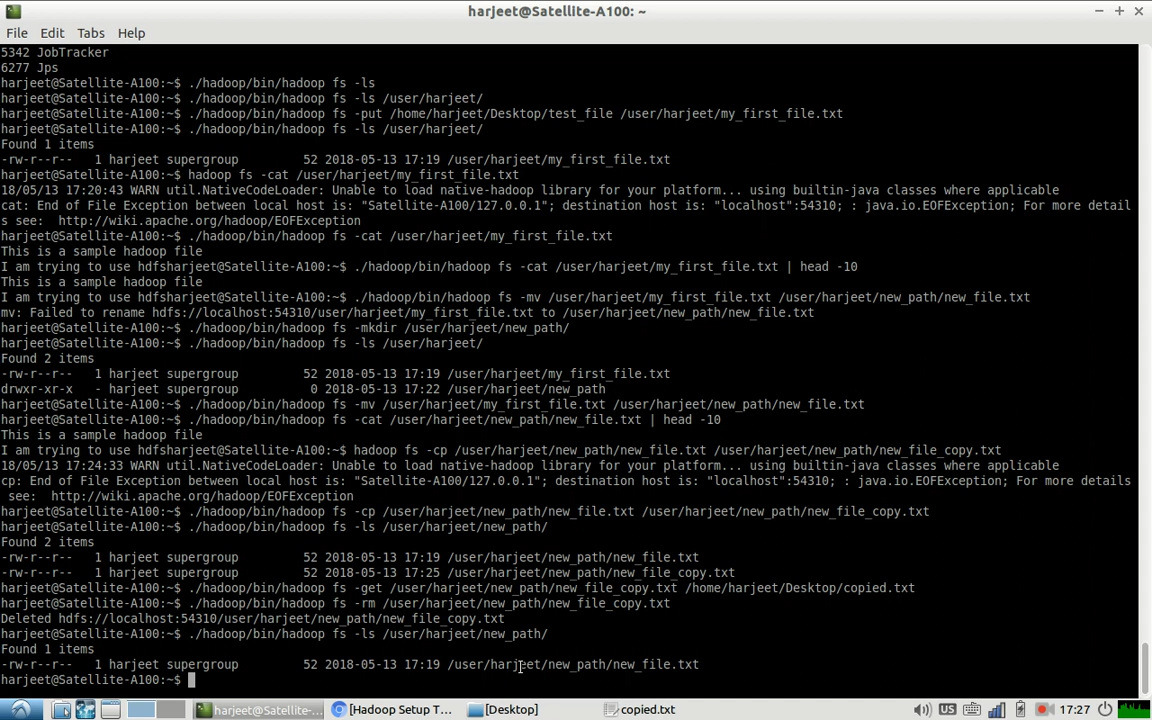 harjeet@Satellite-A100: ~
File Edit Tabs Help
5342 JobTracker
6277 Jps
harjeet@Satellite-A100:~$ ./hadoop/bin/hadoop fs -ls
harjeet@Satellite-A100:~$ ./hadoop/bin/hadoop fs -ls /user/harjeet/
harjeet@Satellite-A100:~$ ./hadoop/bin/hadoop fs -put /home/harjeet/Desktop/test_file /user/harjeet/my_first_file.txt
harjeet@Satellite-A100:~$ ./hadoop/bin/hadoop fs -ls /user/harjeet/
Found 1 items
-rw-r--r--   1 harjeet supergroup         52 2018-05-13 17:19 /user/harjeet/my_first_file.txt
harjeet@Satellite-A100:~$ hadoop fs -cat /user/harjeet/my_first_file.txt
18/05/13 17:20:43 WARN util.NativeCodeLoader: Unable to load native-hadoop library for your platform... using builtin-java classes where applicable
cat: End of File Exception between local host is: "Satellite-A100/127.0.0.1"; destination host is: "localhost":54310; : java.io.EOFException; For more detail
s see:  http://wiki.apache.org/hadoop/EOFException
harjeet@Satellite-A100:~$ ./hadoop/bin/hadoop fs -cat /user/harjeet/my_first_file.txt
This is a sample hadoop file
I am trying to use hdfsharjeet@Satellite-A100:~$ ./hadoop/bin/hadoop fs -cat /user/harjeet/my_first_file.txt | head -10
This is a sample hadoop file
I am trying to use hdfsharjeet@Satellite-A100:~$ ./hadoop/bin/hadoop fs -mv /user/harjeet/my_first_file.txt /user/harjeet/new_path/new_file.txt
mv: Failed to rename hdfs://localhost:54310/user/harjeet/my_first_file.txt to /user/harjeet/new_path/new_file.txt
harjeet@Satellite-A100:~$ ./hadoop/bin/hadoop fs -mkdir /user/harjeet/new_path/
harjeet@Satellite-A100:~$ ./hadoop/bin/hadoop fs -ls /user/harjeet/
Found 2 items
-rw-r--r--   1 harjeet supergroup         52 2018-05-13 17:19 /user/harjeet/my_first_file.txt
drwxr-xr-x   - harjeet supergroup          0 2018-05-13 17:22 /user/harjeet/new_path
harjeet@Satellite-A100:~$ ./hadoop/bin/hadoop fs -mv /user/harjeet/my_first_file.txt /user/harjeet/new_path/new_file.txt
harjeet@Satellite-A100:~$ ./hadoop/bin/hadoop fs -cat /user/harjeet/new_path/new_file.txt | head -10
This is a sample hadoop file
I am trying to use hdfsharjeet@Satellite-A100:~$ hadoop fs -cp /user/harjeet/new_path/new_file.txt /user/harjeet/new_path/new_file_copy.txt
18/05/13 17:24:33 WARN util.NativeCodeLoader: Unable to load native-hadoop library for your platform... using builtin-java classes where applicable
cp: End of File Exception between local host is: "Satellite-A100/127.0.0.1"; destination host is: "localhost":54310; : java.io.EOFException; For more details
 see:  http://wiki.apache.org/hadoop/EOFException
harjeet@Satellite-A100:~$ ./hadoop/bin/hadoop fs -cp /user/harjeet/new_path/new_file.txt /user/harjeet/new_path/new_file_copy.txt
harjeet@Satellite-A100:~$ ./hadoop/bin/hadoop fs -ls /user/harjeet/new_path/
Found 2 items
-rw-r--r--   1 harjeet supergroup         52 2018-05-13 17:19 /user/harjeet/new_path/new_file.txt
-rw-r--r--   1 harjeet supergroup         52 2018-05-13 17:25 /user/harjeet/new_path/new_file_copy.txt
harjeet@Satellite-A100:~$ ./hadoop/bin/hadoop fs -get /user/harjeet/new_path/new_file_copy.txt /home/harjeet/Desktop/copied.txt
harjeet@Satellite-A100:~$ ./hadoop/bin/hadoop fs -rm /user/harjeet/new_path/new_file_copy.txt
Deleted hdfs://localhost:54310/user/harjeet/new_path/new_file_copy.txt
harjeet@Satellite-A100:~$ ./hadoop/bin/hadoop fs -ls /user/harjeet/new_path/
Found 1 items
-rw-r--r--   1 harjeet supergroup         52 2018-05-13 17:19 /user/harjeet/new_path/new_file.txt
harjeet@Satellite-A100:~$
harjeet@Satellite-A100: ~... [Hadoop Setup T... [Desktop] copied.txt US 17:27